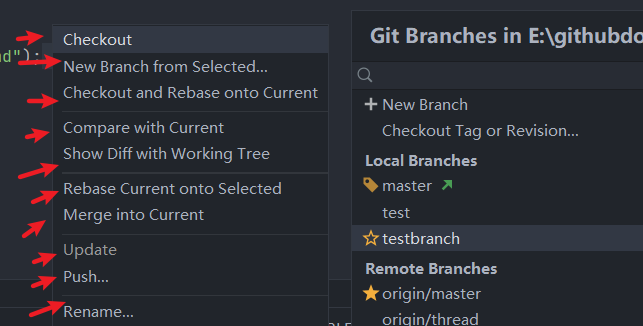 Checkout
New Branch from Selected...
Checkout and Rebase onto Current
Compare with Current
Show Diff with Working Tree
Rebase Current onto Selected
Merge into Current
Update
Push...
Rename...
Git Branches in E:\githubdo
New Branch
Checkout Tag or Revision...
Local Branches
master
test
testbranch
Remote Branches
origin/master
origin/thread